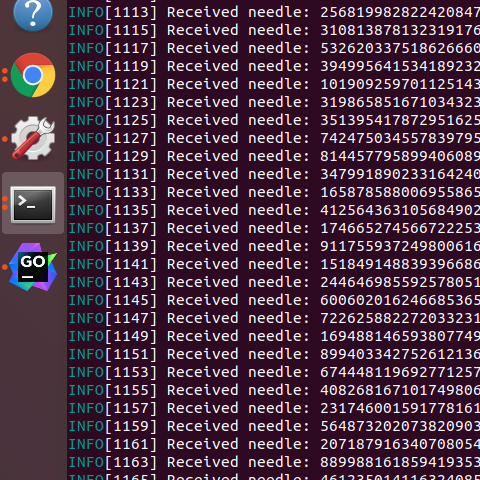 ?
INFO[1113] Received needle: 256819982822420847
INFO[1115] Received needle: 310813878132319176
INFO[1117] Received needle: 532620337518626660
INFO[1119] Received needle: 394995641534189232
INFO[1121] Received needle: 101909259701125143
INFO[1123] Received needle: 319865851671034323
INFO[1125] Received needle: 351395417872951625
INFO[1127] Received needle: 742475034557839795
INFO[1129] Received needle: 814457795899406089
INFO[1131] Received needle: 347991890233164240
INFO[1133] Received needle: 165878588006955865
INFO[1135] Received needle: 412564363105684902
INFO[1137] Received needle: 174665274566722253
INFO[1139] Received needle: 911755937249800616
INFO[1141] Received needle: 151849148839396686
INFO[1143] Received needle: 244646985592578051
INFO[1145] Received needle: 600602016246685365
INFO[1147] Received needle: 722625882272033231
INFO[1149] Received needle: 169488146593807749
INFO[1151] Received needle: 899403342752612136
INFO[1153] Received needle: 674448119692771257
INFO[1155] Received needle: 408268167101749806
INFO[1157] Received needle: 231746001591778161
INFO[1159] Received needle: 564873202073820903
INFO[1161] Received needle: 207187916340708054
INFO[1163] Received needle: 889988161859419353
INFO[1165] Received needle: 461235014116324085
>_
GO